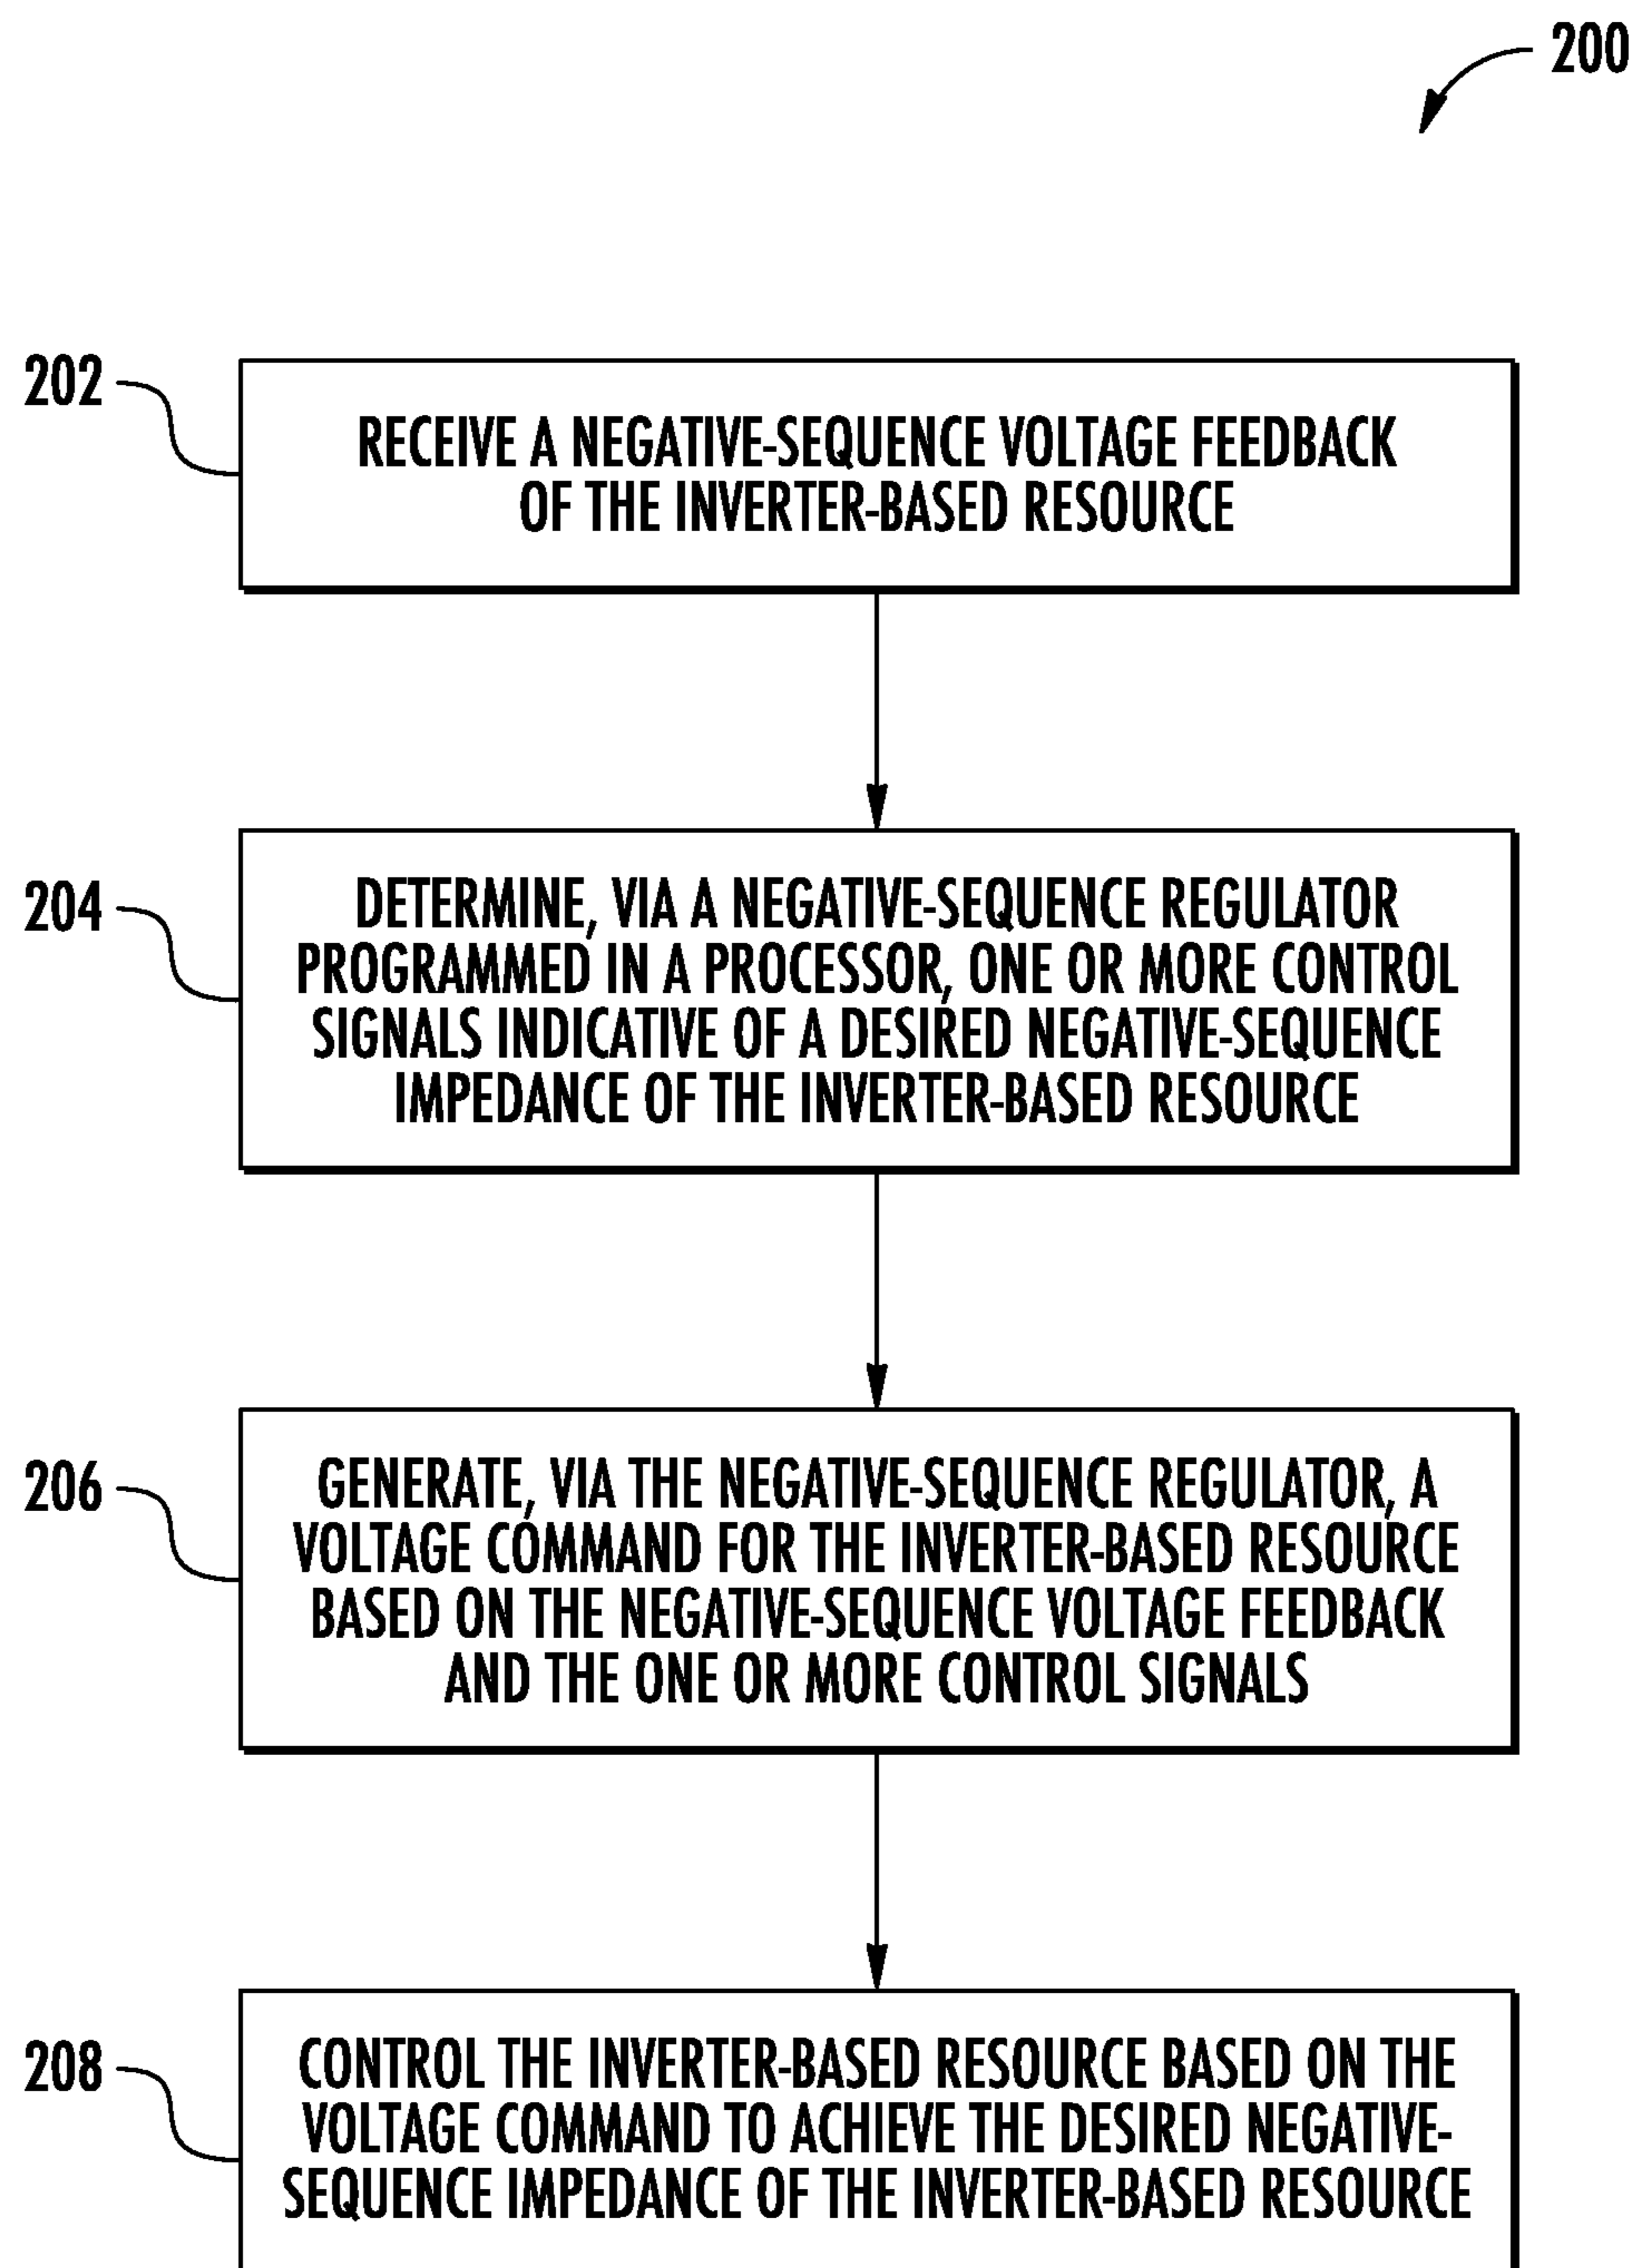 200
202
RECEIVE A NEGATIVE-SEQUENCE VOLTAGE FEEDBACK
OF THE INVERTER-BASED RESOURCE
204
DETERMINE, VIA A NEGATIVE-SEQUENCE REGULATOR
PROGRAMMED IN A PROCESSOR, ONE OR MORE CONTROL
SIGNALS INDICATIVE OF A DESIRED NEGATIVE-SEQUENCE
IMPEDANCE OF THE INVERTER-BASED RESOURCE
206
GENERATE, VIA THE NEGATIVE-SEQUENCE REGULATOR, A
VOLTAGE COMMAND FOR THE INVERTER-BASED RESOURCE
BASED ON THE NEGATIVE-SEQUENCE VOLTAGE FEEDBACK
AND THE ONE OR MORE CONTROL SIGNALS
208
CONTROL THE INVERTER-BASED RESOURCE BASED ON THE
VOLTAGE COMMAND TO ACHIEVE THE DESIRED NEGATIVE-
SEQUENCE IMPEDANCE OF THE INVERTER-BASED RESOURCE